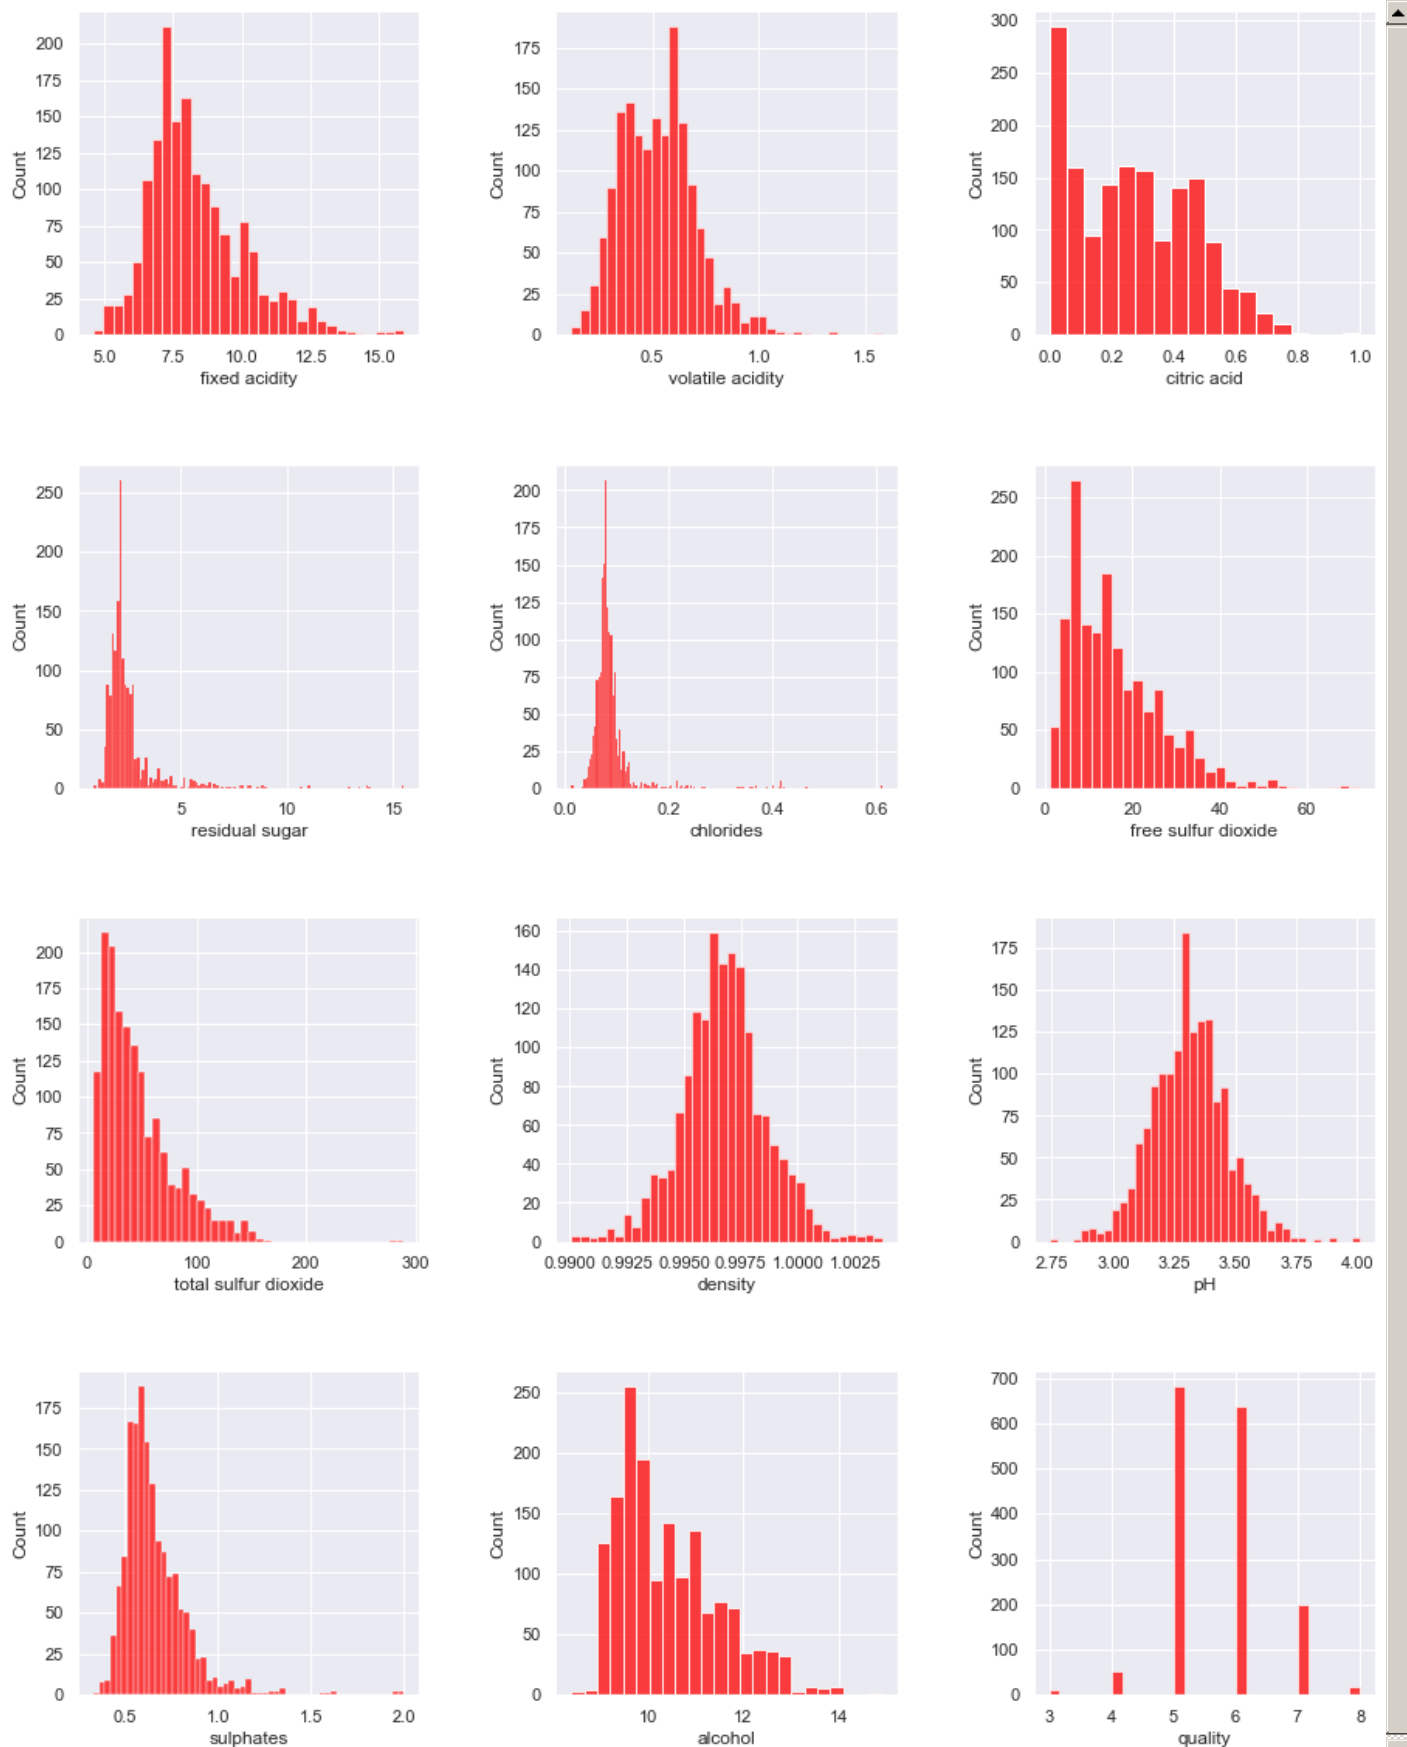 200
175
150
125
100
75
50
25
0
Count
5.0 7.5 10.0 12.5 15.0
fixed acidity
175
150
125
100
75
50
25
0
Count
0.5 1.0 1.5
volatile acidity
300
250
200
150
100
50
0
Count
0.0 0.2 0.4 0.6 0.8 1.0
citric acid
250
200
150
100
50
0
Count
5 10 15
residual sugar
200
175
150
125
100
75
50
25
0
Count
0.0 0.2 0.4 0.6
chlorides
250
200
150
100
50
0
Count
0 20 40 60
free sulfur dioxide
200
175
150
125
100
75
50
25
0
Count
0 100 200 300
total sulfur dioxide
160
140
120
100
80
60
40
20
0
Count
0.9900 0.9925 0.9950 0.9975 1.0000 1.0025
density
175
150
125
100
75
50
25
0
Count
2.75 3.00 3.25 3.50 3.75 4.00
pH
175
150
125
100
75
50
25
0
Count
0.5 1.0 1.5 2.0
sulphates
250
200
150
100
50
0
Count
10 12 14
alcohol
700
600
500
400
300
200
100
0
Count
3 4 5 6 7 8
quality